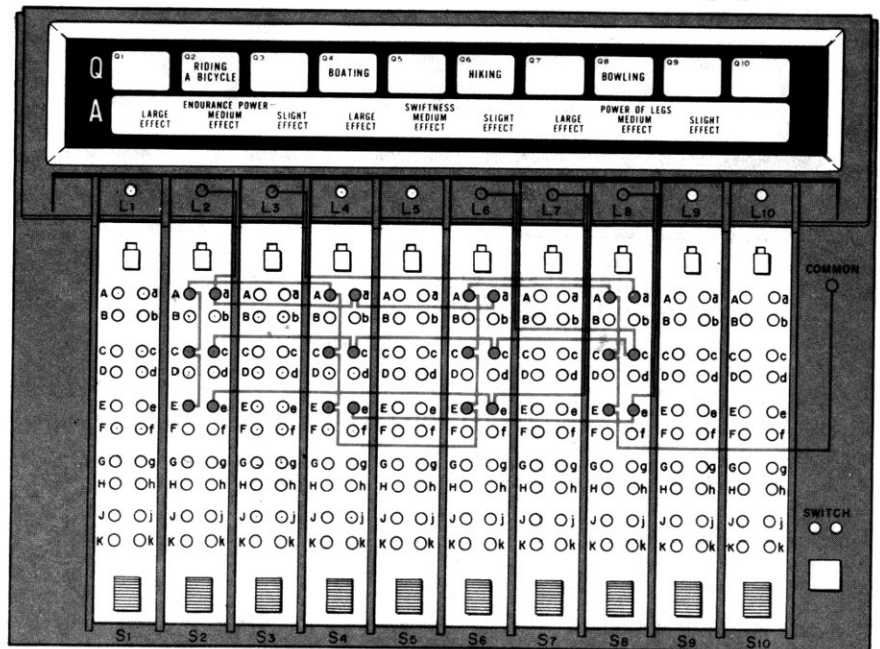 Q Q1 Q2 RIDING A BICYCLE Q3 Q4 BOATING Q5 Q6 HIKING Q7 Q8 BOWLING Q9 Q10
A
ENDURANCE POWER SWIFTNESS POWER OF LEGS
LARGE EFFECT MEDIUM EFFECT SLIGHT EFFECT LARGE EFFECT MEDIUM EFFECT SLIGHT EFFECT LARGE EFFECT MEDIUM EFFECT SLIGHT EFFECT
L1 L2 L3 L4 L5 L6 L7 L8 L9 L10
COMMON
A a A a A a A a A a A a A a A a A a A a
B b B b B b B b B b B b B b B b B b B b
C c C c C c C c C c C c C c C c C c C c
D d D d D d D d D d D d D d D d D d D d
E e E e E e E e E e E e E e E e E e E e
F f F f F f F f F f F f F f F f F f F f
G g G g G g G g G g G g G g G g G g G g
H h H h H h H h H h H h H h H h H h H h
SWITCH
J j J j J j J j J j J j J j J j J j J j
K k K k K k K k K k K k K k K k K k K k
S1 S2 S3 S4 S5 S6 S7 S8 S9 S10